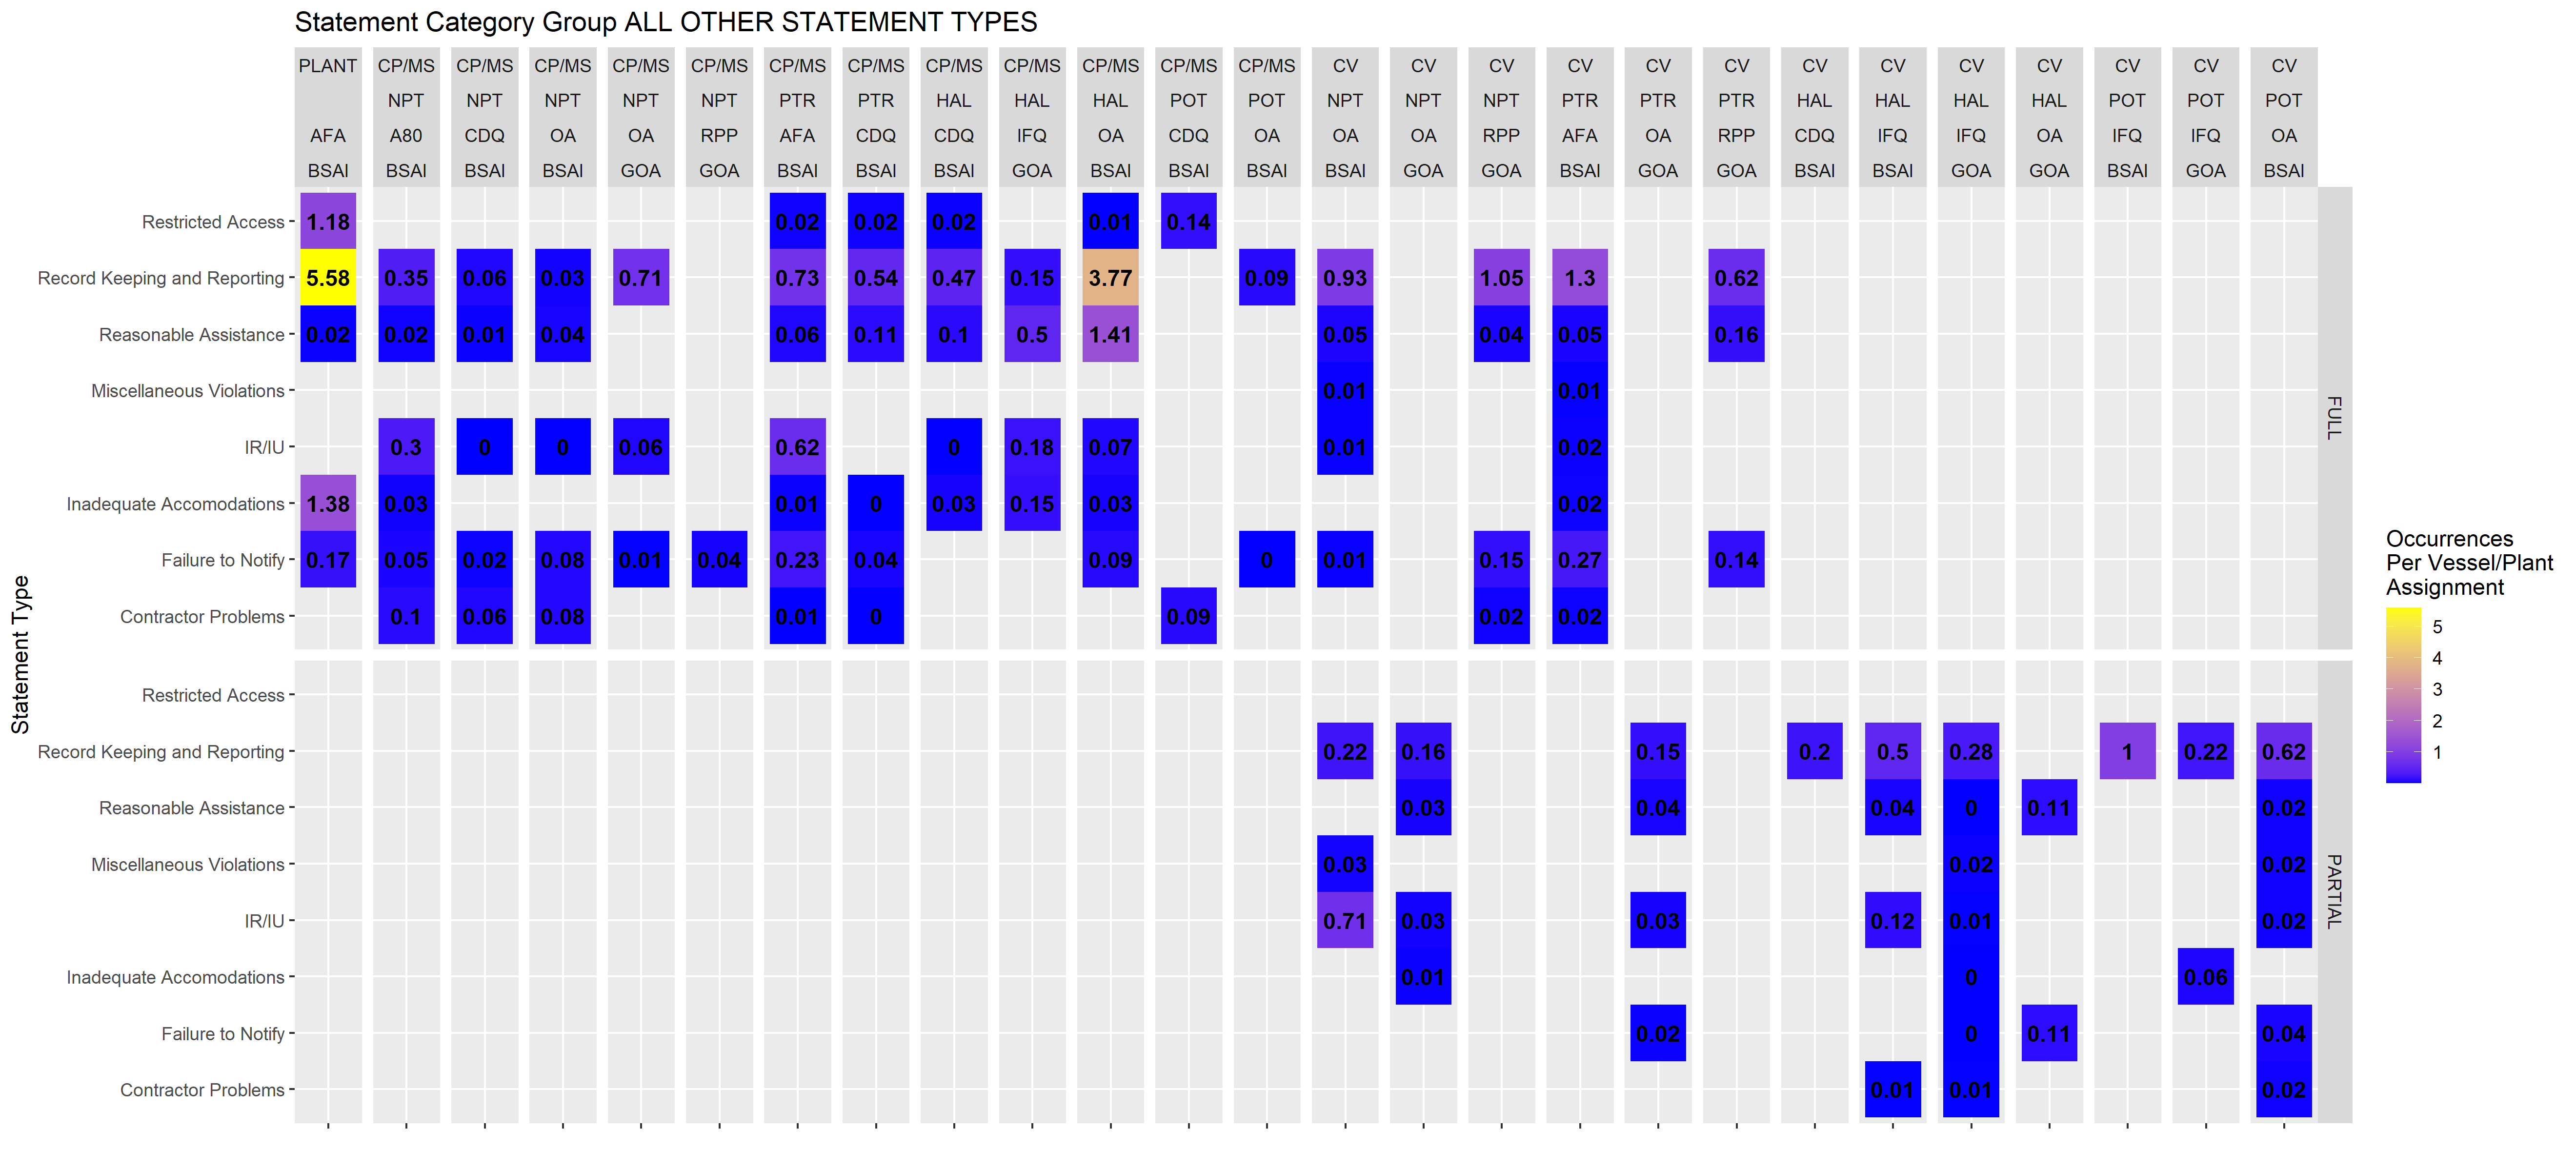 Statement Category Group ALL OTHER STATEMENT TYPES
PLANT CP/MS CP/MS CP/MS CP/MS CP/MS CP/MS CP/MS CP/MS CP/MS CP/MS CP/MS CP/MS CV CV CV CV CV CV CV CV CV CV CV CV CV
NPT NPT NPT NPT NPT PTR PTR HAL HAL HAL POT POT NPT NPT NPT PTR PTR PTR HAL HAL HAL HAL POT POT POT
AFA A80 CDQ OA OA RPP AFA CDQ CDQ IFQ OA CDQ OA OA OA RPP AFA OA RPP CDQ IFQ IFQ OA IFQ IFQ OA
BSAI BSAI BSAI BSAI GOA GOA BSAI BSAI BSAI GOA BSAI BSAI BSAI BSAI GOA GOA BSAI GOA GOA BSAI BSAI GOA GOA BSAI GOA BSAI
Restricted Access 1.18 0.02 0.02 0.02 0.01 0.14
Record Keeping and Reporting 5.58 0.35 0.06 0.03 0.71 0.73 0.54 0.47 0.15 3.77 0.09 0.93 1.05 1.3 0.62
Reasonable Assistance 0.02 0.02 0.01 0.04 0.06 0.11 0.1 0.5 1.41 0.05 0.04 0.05 0.16
Miscellaneous Violations 0.01 0.01
IR/IU 0.3 0 0 0.06 0.62 0 0.18 0.07 0.01 0.02
Inadequate Accomodations 1.38 0.03 0.01 0 0.03 0.15 0.03 0.02
Failure to Notify 0.17 0.05 0.02 0.08 0.01 0.04 0.23 0.04 0.09 0 0.01 0.15 0.27 0.14
Contractor Problems 0.1 0.06 0.08 0.01 0 0.09 0.02 0.02
FULL
Restricted Access
Record Keeping and Reporting 0.22 0.16 0.15 0.2 0.5 0.28 1 0.22 0.62
Reasonable Assistance 0.03 0.04 0.04 0 0.11 0.02
Miscellaneous Violations 0.03 0.02 0.02
IR/IU 0.71 0.03 0.03 0.12 0.01 0.02
Inadequate Accomodations 0.01 0 0.06
Failure to Notify 0.02 0 0.11 0.04
Contractor Problems 0.01 0.01 0.02
PARTIAL
Statement Type
Occurrences
Per Vessel/Plant
Assignment
5
4
3
2
1